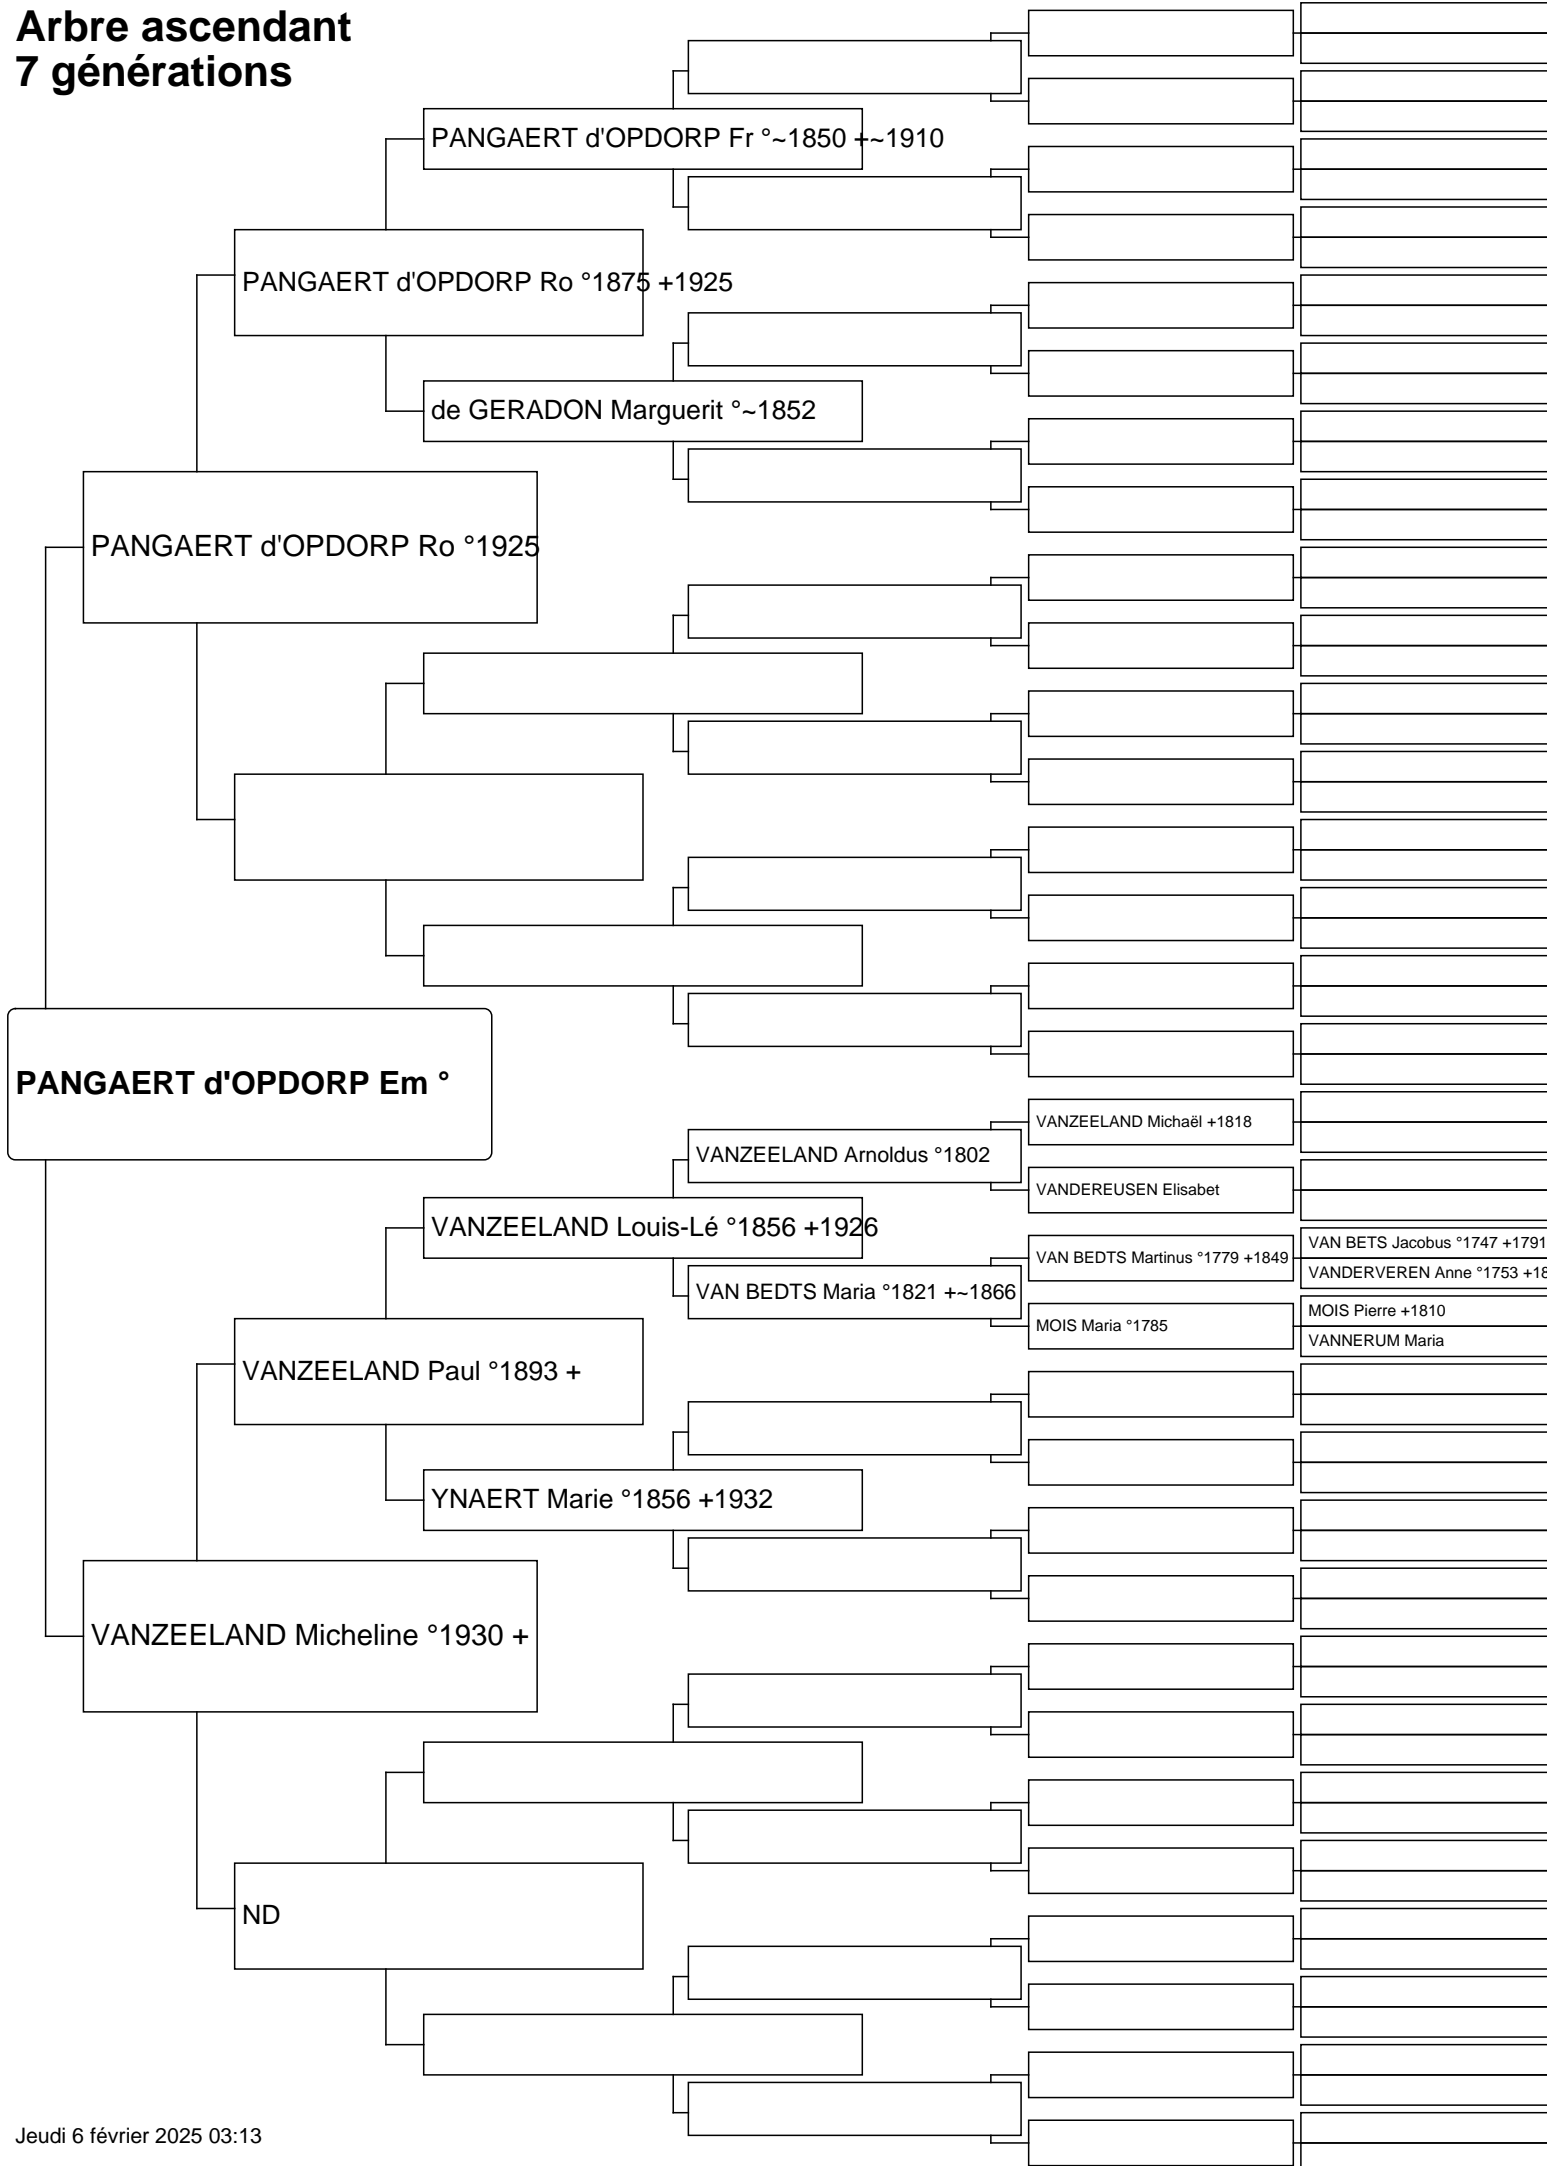 Arbre ascendant
7 générations
PANGAERT d'OPDORP Fr °~1850 +~1910
PANGAERT d'OPDORP Ro °1875 +1925
de GERADON Marguerit °~1852
PANGAERT d'OPDORP Ro °1925
PANGAERT d'OPDORP Em °
VANZEELAND Michaël +1818
VANZEELAND Arnoldus °1802
VANDEREUSEN Elisabet
VANZEELAND Louis-Lé °1856 +1926
VAN BETS Jacobus °1747 +1791
VAN BEDTS Martinus °1779 +1849
VANDERVEREN Anne °1753 +18
VAN BEDTS Maria °1821 +~1866
MOIS Pierre +1810
MOIS Maria °1785
VANNERUM Maria
VANZEELAND Paul °1893 +
YNAERT Marie °1856 +1932
VANZEELAND Micheline °1930 +
ND
Jeudi 6 février 2025 03:13